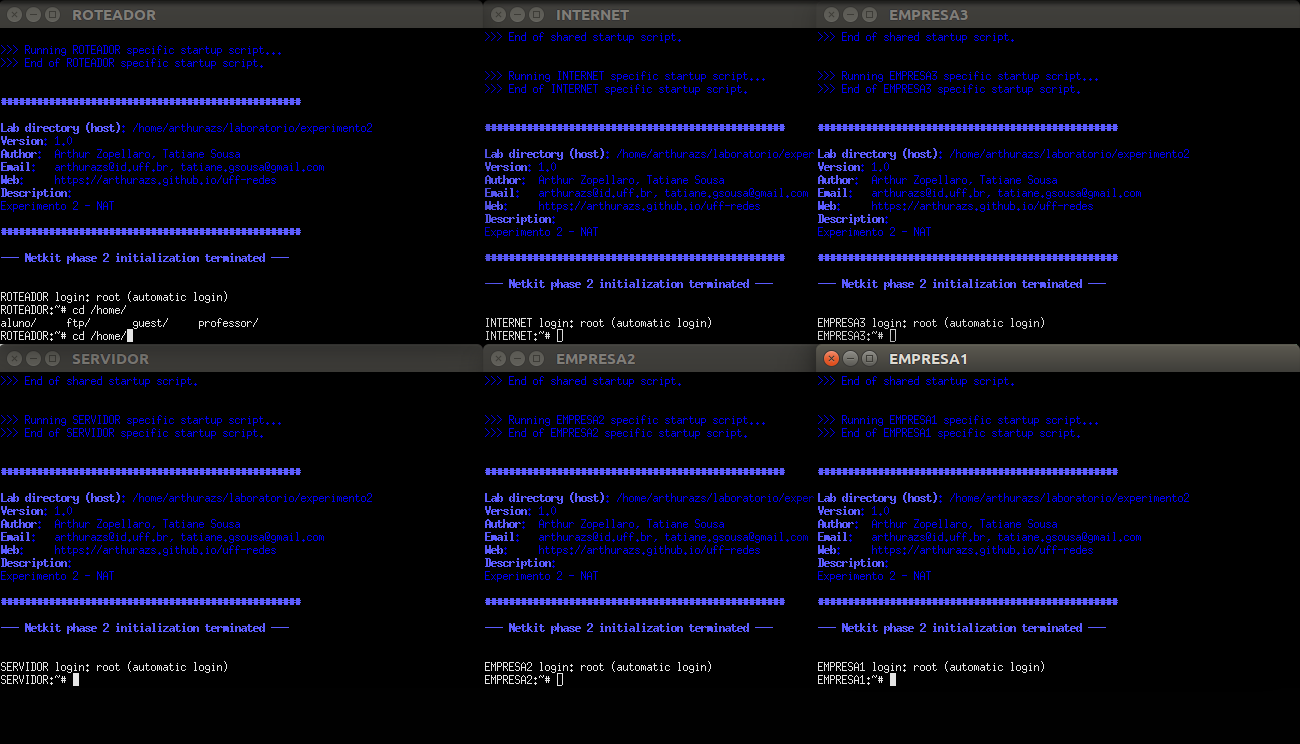 ROTEADOR
>>> Running ROTEADOR specific startup script...
>>> End of ROTEADOR specific startup script.
##################################################
Lab directory (host): /home/arthurazs/laboratorio/experimento2
Version: 1.0
Author: Arthur Zopellaro, Tatiane Sousa
Email: arthurazs@id.uff.br, tatiane.gsousa@gmail.com
Web: https://arthurazs.github.io/uff-redes
Description:
Experimento 2 - NAT
##################################################
--- Netkit phase 2 initialization terminated ---
ROTEADOR login: root (automatic login)
ROTEADOR:~# cd /home/
aluno/ ftp/ guest/ professor/
ROTEADOR:~# cd /home/
INTERNET
>>> End of shared startup script.
>>> Running INTERNET specific startup script...
>>> End of INTERNET specific startup script.
##################################################
Lab directory (host): /home/arthurazs/laboratorio/exper
Version: 1.0
Author: Arthur Zopellaro, Tatiane Sousa
Email: arthurazs@id.uff.br, tatiane.gsousa@gmail.com
Web: https://arthurazs.github.io/uff-redes
Description:
Experimento 2 - NAT
##################################################
--- Netkit phase 2 initialization terminated ---
INTERNET login: root (automatic login)
INTERNET:~#
EMPRESA3
>>> End of shared startup script.
>>> Running EMPRESA3 specific startup script...
>>> End of EMPRESA3 specific startup script.
##################################################
Lab directory (host): /home/arthurazs/laboratorio/experimento2
Version: 1.0
Author: Arthur Zopellaro, Tatiane Sousa
Email: arthurazs@id.uff.br, tatiane.gsousa@gmail.com
Web: https://arthurazs.github.io/uff-redes
Description:
Experimento 2 - NAT
##################################################
--- Netkit phase 2 initialization terminated ---
EMPRESA3 login: root (automatic login)
EMPRESA3:~#
SERVIDOR
>>> End of shared startup script.
>>> Running SERVIDOR specific startup script...
>>> End of SERVIDOR specific startup script.
##################################################
Lab directory (host): /home/arthurazs/laboratorio/experimento2
Version: 1.0
Author: Arthur Zopellaro, Tatiane Sousa
Email: arthurazs@id.uff.br, tatiane.gsousa@gmail.com
Web: https://arthurazs.github.io/uff-redes
Description:
Experimento 2 - NAT
##################################################
--- Netkit phase 2 initialization terminated ---
SERVIDOR login: root (automatic login)
SERVIDOR:~#
EMPRESA2
>>> End of shared startup script.
>>> Running EMPRESA2 specific startup script...
>>> End of EMPRESA2 specific startup script.
##################################################
Lab directory (host): /home/arthurazs/laboratorio/exper
Version: 1.0
Author: Arthur Zopellaro, Tatiane Sousa
Email: arthurazs@id.uff.br, tatiane.gsousa@gmail.com
Web: https://arthurazs.github.io/uff-redes
Description:
Experimento 2 - NAT
##################################################
--- Netkit phase 2 initialization terminated ---
EMPRESA2 login: root (automatic login)
EMPRESA2:~#
EMPRESA1
>>> End of shared startup script.
>>> Running EMPRESA1 specific startup script...
>>> End of EMPRESA1 specific startup script.
##################################################
Lab directory (host): /home/arthurazs/laboratorio/experimento2
Version: 1.0
Author: Arthur Zopellaro, Tatiane Sousa
Email: arthurazs@id.uff.br, tatiane.gsousa@gmail.com
Web: https://arthurazs.github.io/uff-redes
Description:
Experimento 2 - NAT
##################################################
--- Netkit phase 2 initialization terminated ---
EMPRESA1 login: root (automatic login)
EMPRESA1:~#